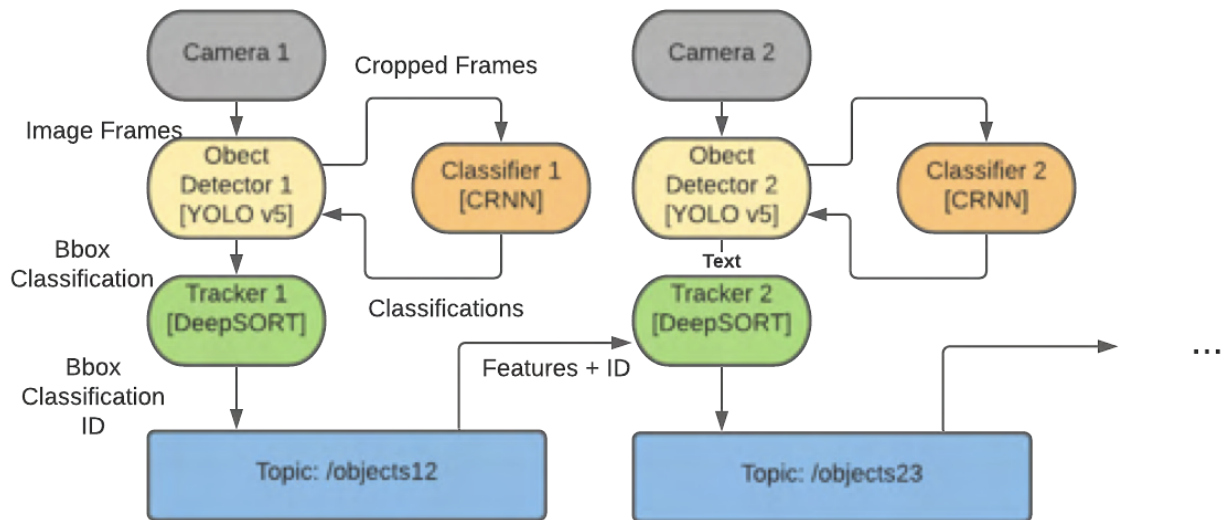 Camera 1
Cropped Frames
Image Frames
Obect
Detector 1
[YOLO v5]
Classifier 1
[CRNN]
Bbox
Classification
Tracker 1
[DeepSORT]
Classifications
Bbox
Classification
ID
Topic: /objects12
Features + ID
Camera 2
Obect
Detector 2
[YOLO v5]
Classifier 2
[CRNN]
Text
Tracker 2
[DeepSORT]
Topic: /objects23
...